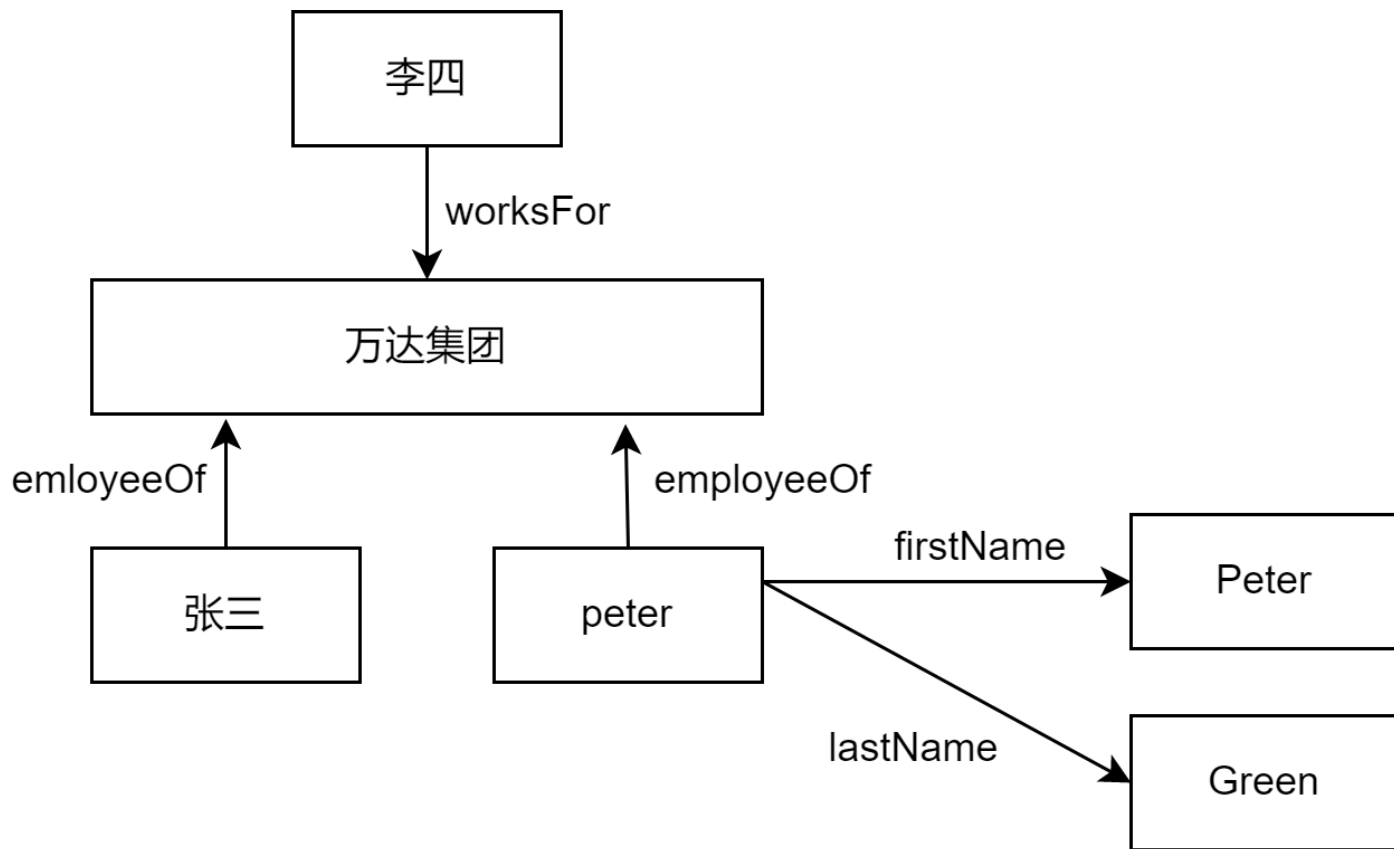 李四
worksFor
万达集团
emloyeeOf
employeeOf
firstName
Peter
张三
peter
lastName
Green